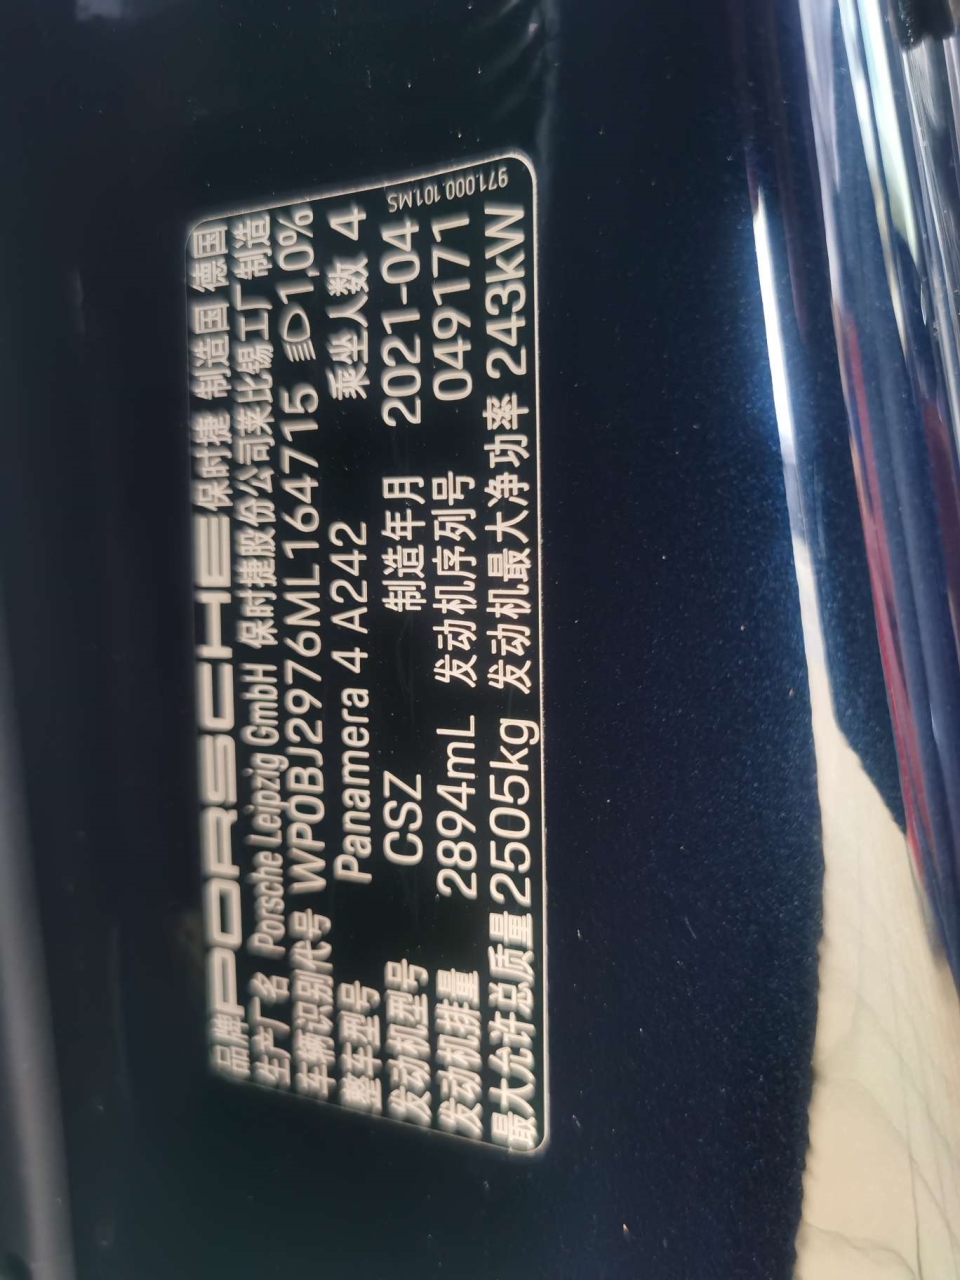 品牌 PORSCHE 保时捷 制造国 德国
生产厂名 Porsche Leipzig GmbH 保时捷股份公司莱比锡工厂制造
车辆识别代号 WP0BJ2976ML164715 1,0%
整车型号 Panamera 4 A242 乘坐人数 4
发动机型号 CSZ 制造年月 2021-04
发动机排量 2894mL 发动机序列号 049171
最大允许总质量 2505kg 发动机最大净功率 243kW
971.000.101.MS